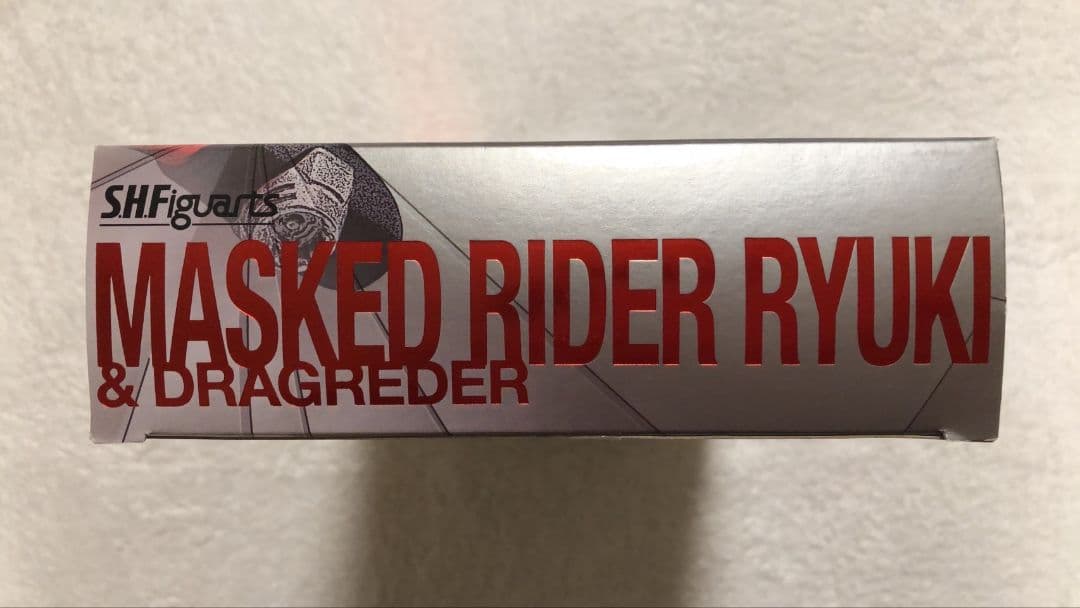 S.H.Figuarts
MASKED RIDER RYUKI
& DRAGREDER